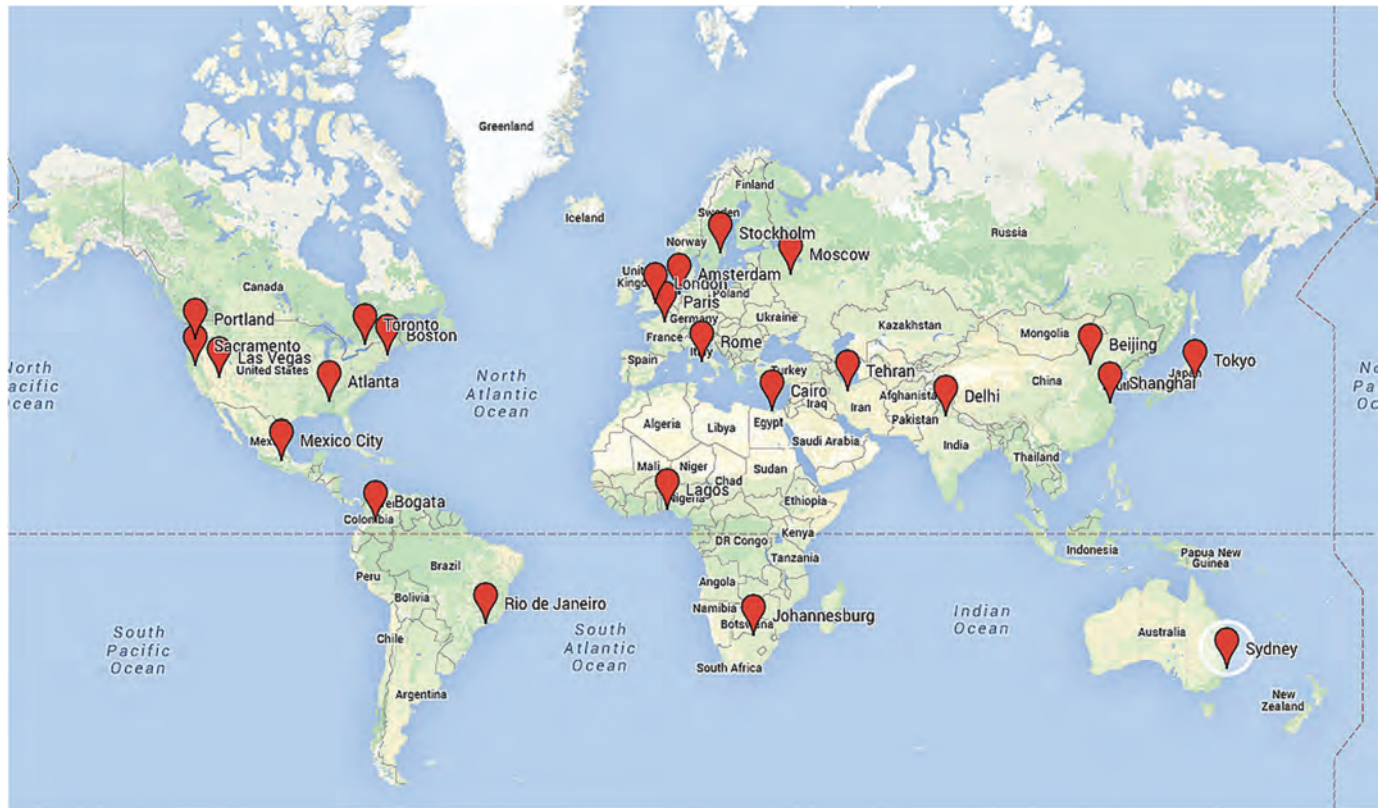 Greenland
Iceland
Finland
Sweden
Stockholm
Norway
Russia
Moscow
Canada
Amsterdam
London
Paris
Poland
Germany
Ukraine
Kazakhstan
Mongolia
Portland
Toronto
Boston
Sacramento
Las Vegas
United States
Atlanta
France
Rome
Italy
Spain
Turkey
Tehran
Beijing
Tokyo
Japan
China
Shanghai
North
Atlantic
Ocean
Cairo
Iraq
Iran
Afghanistan
Delhi
Pakistan
India
Algeria
Libya
Egypt
Saudi Arabia
Mexico City
Mali
Niger
Chad
Sudan
Thailand
Lagos
Nigeria
Ethiopia
Bogata
Colombia
DR Congo
Kenya
Tanzania
Indonesia
Papua New
Guinea
Peru
Brazil
Bolivia
Angola
Namibia
Botswana
Rio de Janeiro
Johannesburg
Indian
Ocean
South
Pacific
Ocean
South
Atlantic
Ocean
Chile
Australia
Sydney
South Africa
Argentina
New
Zealand